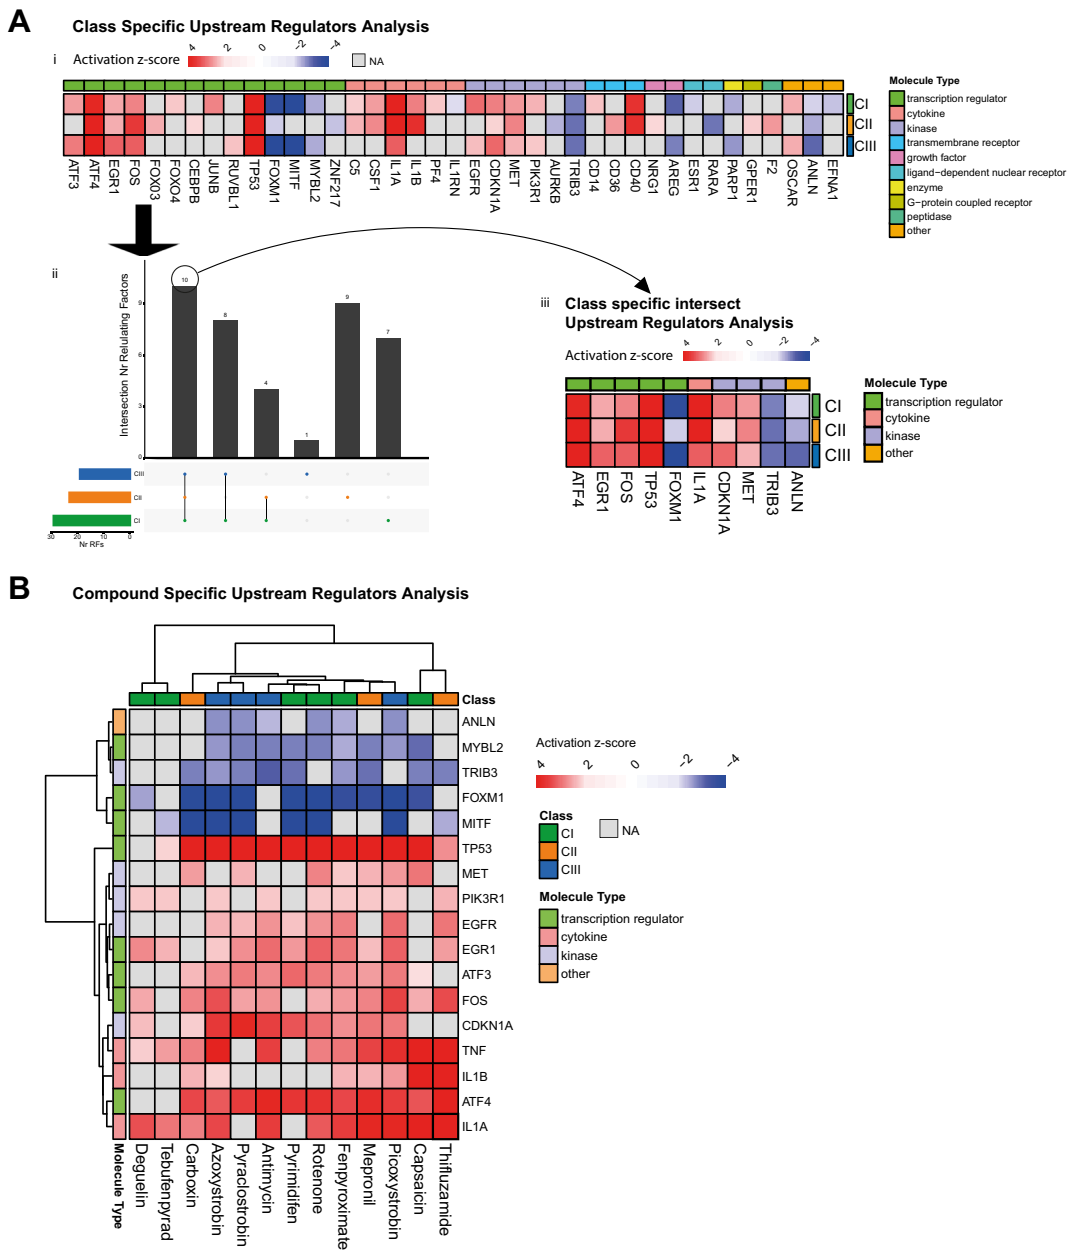 A
Class Specific Upstream Regulators Analysis
i
Activation z-score
4
2
0
−2
−4
NA
CI
CII
CIII
ATF3
ATF4
EGR1
FOS
FOXO3
FOXO4
CEBPB
JUNB
RUVBL1
TP53
FOXM1
MITF
MYBL2
ZNF217
C5
CSF1
IL1A
IL1B
PF4
IL1RN
EGFR
CDKN1A
MET
PIK3R1
AURKB
TRIB3
CD14
CD36
CD40
NRG1
AREG
ESR1
RARA
PARP1
GPER1
F2
OSCAR
ANLN
EFNA1
Molecule Type
transcription regulator
cytokine
kinase
transmembrane receptor
growth factor
ligand−dependent nuclear receptor
enzyme
G−protein coupled receptor
peptidase
other
ii
Intersection Nr Relulating Factors
9
6
3
0
10
8
4
1
9
7
CIII
CII
CI
30
20
10
0
Nr RFs
iii
Class specific intersect
Upstream Regulators Analysis
Activation z-score
4
2
0
−2
−4
CI
CII
CIII
ATF4
EGR1
FOS
TP53
FOXM1
IL1A
CDKN1A
MET
TRIB3
ANLN
Molecule Type
transcription regulator
cytokine
kinase
other
B
Compound Specific Upstream Regulators Analysis
Class
ANLN
MYBL2
TRIB3
FOXM1
MITF
TP53
MET
PIK3R1
EGFR
EGR1
ATF3
FOS
CDKN1A
TNF
IL1B
ATF4
IL1A
Molecule Type
Deguelin
Tebufenpyrad
Carboxin
Azoxystrobin
Pyraclostrobin
Antimycin
Pyrimidifen
Rotenone
Fenpyroximate
Mepronil
Picoxystrobin
Capsaicin
Thifluzamide
Activation z-score
4
2
0
−2
−4
Class
CI
CII
CIII
NA
Molecule Type
transcription regulator
cytokine
kinase
other